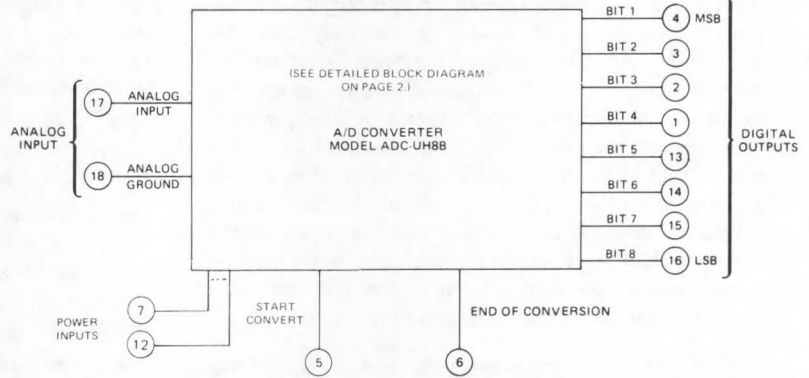 BIT 1 4 MSB
BIT 2 3
BIT 3 2
BIT 4 1
BIT 5 13
BIT 6 14
BIT 7 15
BIT 8 16 LSB
DIGITAL
OUTPUTS
(SEE DETAILED BLOCK DIAGRAM
ON PAGE 2.)
A/D CONVERTER
MODEL ADC-UH8B
ANALOG
INPUT
17 ANALOG
INPUT
18 ANALOG
GROUND
POWER
INPUTS
7
12
START
CONVERT
5
END OF CONVERSION
6